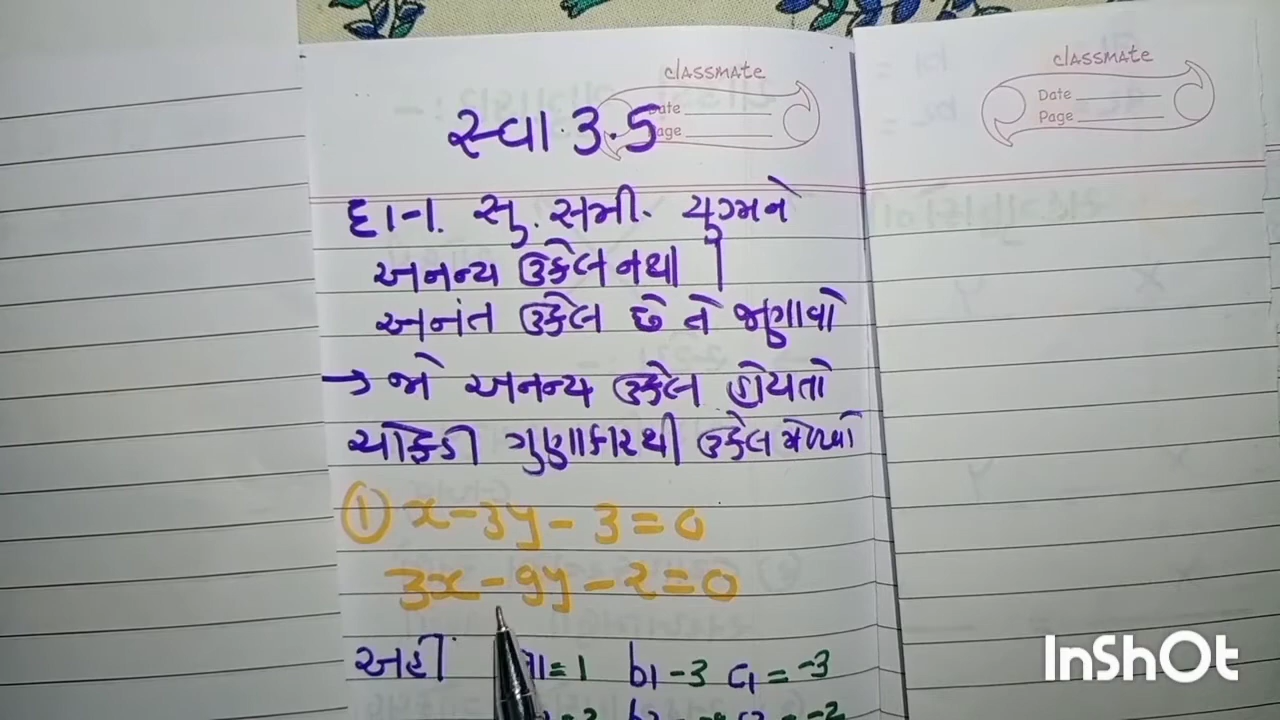 classmate
Date
Page
સ્વા. 3.5
દાન. સુ. સમી. યુગ્મને
અનન્ય ઉકેલ નથી /
અનંત ઉકેલ છે તે જણાવો
→ જો અનન્ય ઉકેલ હોય તો
ચોકડી ગુણાકારથી ઉકેલ મેળવો
① x-3y-3=0
3x-9y-2=0
અહીં a1=1 b1-3 c1=-3
classmate
Date
Page
InShOt